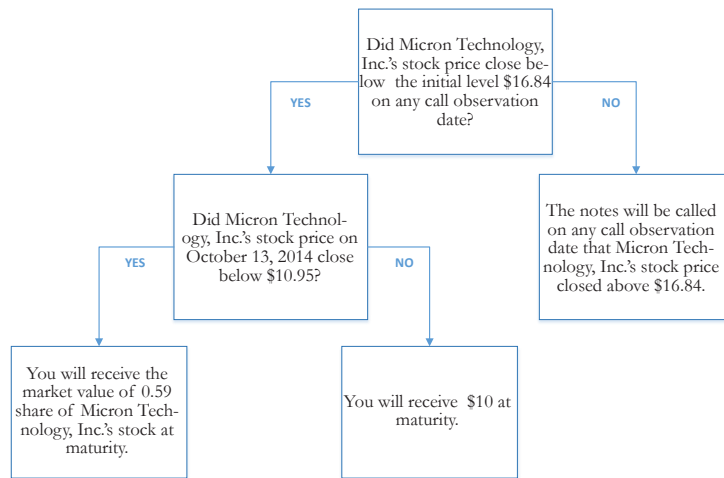 Did Micron Technology,
Inc.'s stock price close be-
low the initial level $16.84
on any call observation
date?
YES
NO
Did Micron Technol-
ogy, Inc.'s stock price on
October 13, 2014 close
below $10.95?
The notes will be called
on any call observation
date that Micron Tech-
nology, Inc.'s stock price
closed above $16.84.
YES
NO
You will receive the
market value of 0.59
share of Micron Tech-
nology, Inc.'s stock at
maturity.
You will receive $10 at
maturity.